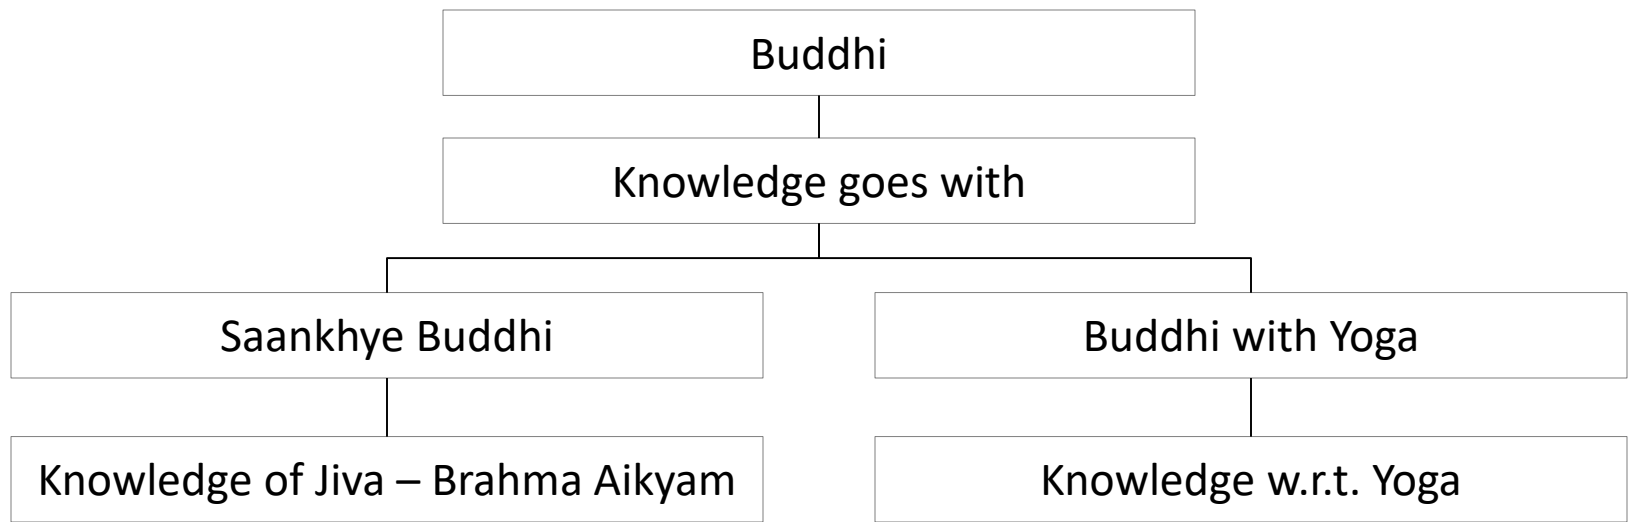 Buddhi
Knowledge goes with
Saankhye Buddhi
Buddhi with Yoga
Knowledge of Jiva – Brahma Aikyam
Knowledge w.r.t. Yoga